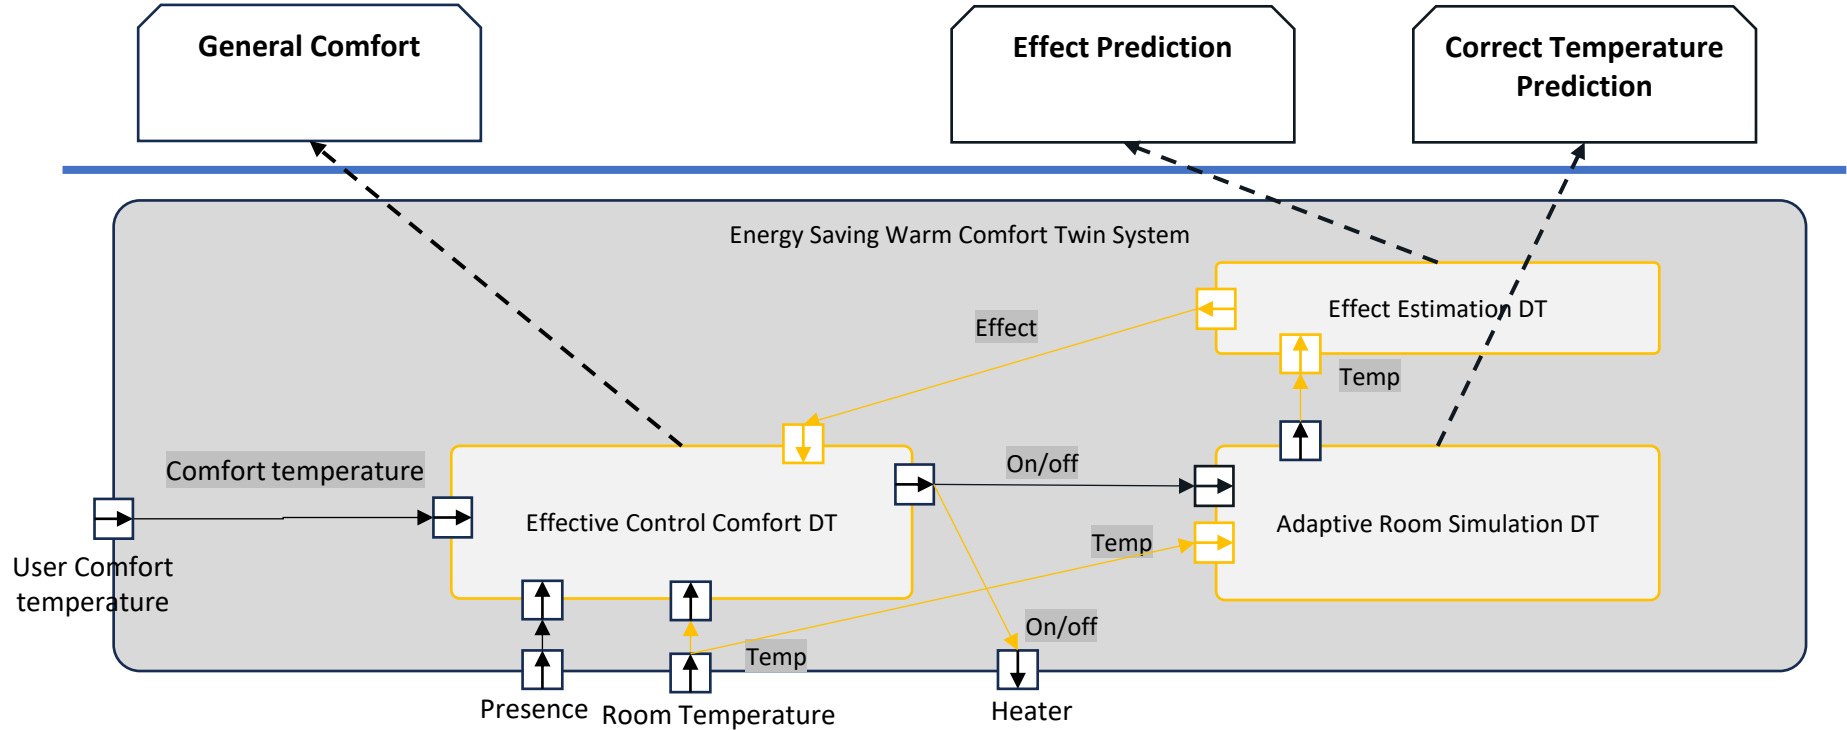 General Comfort
Effect Prediction
Correct Temperature
Prediction
Energy Saving Warm Comfort Twin System
Effect Estimation DT
Effect
Temp
Comfort temperature
On/off
Effective Control Comfort DT
Adaptive Room Simulation DT
Temp
User Comfort
temperature
On/off
Temp
Presence
Room Temperature
Heater